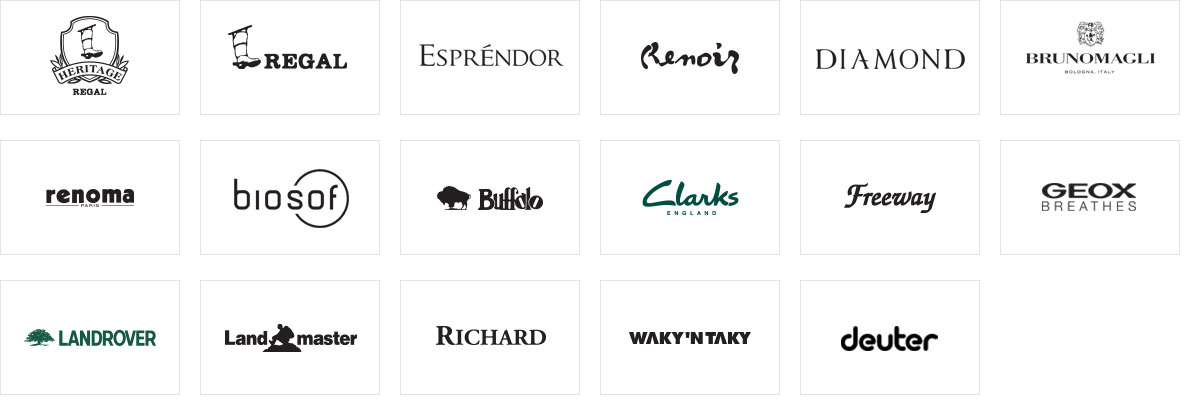 HERITAGE
REGAL
REGAL
ESPRÉNDOR
Renoir
DIAMOND
BRUNOMAGLI
BOLOGNA, ITALY
renoma
PARIS
biosof
Buffalo
Clarks
ENGLAND
Freeway
GEOX
BREATHES
LANDROVER
Land master
RICHARD
WAKY'N TAKY
deuter